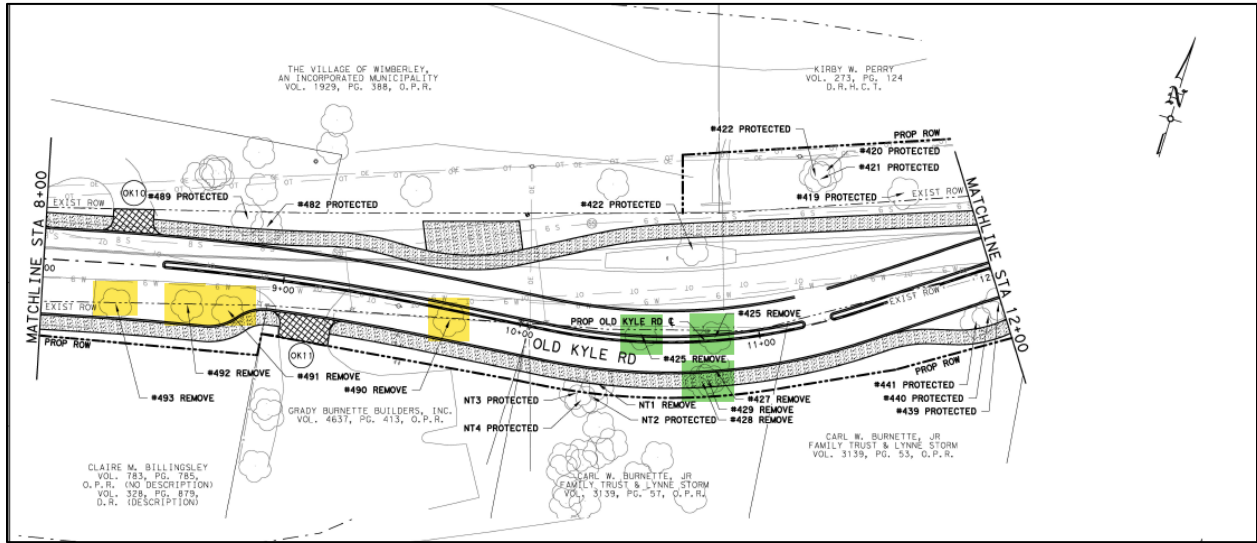 THE VILLAGE OF WIMBERLEY,
AN INCORPORATED MUNICIPALITY
VOL. 1929, PG. 388, O.P.R.
KIRBY W. PERRY
VOL. 273, PG. 124
D.R.H.C.T.
N
#422 PROTECTED
PROP ROW
#420 PROTECTED
#421 PROTECTED
OK10
#489 PROTECTED
#482 PROTECTED
#422 PROTECTED
#419 PROTECTED
EXIST ROW
EXIST ROW
MATCHLINE STA 8+00
MATCHLINE STA 12+00
00
9+00
10+00
11+00
12
EXIST ROW
EXIST ROW
PROP OLD KYLE RD ℄
#425 REMOVE
#425 REMOVE
OLD KYLE RD
PROP ROW
OK11
#492 REMOVE
#491 REMOVE
#490 REMOVE
#493 REMOVE
NT3 PROTECTED
NT4 PROTECTED
NT1 REMOVE
NT2 PROTECTED
#427 REMOVE
#429 REMOVE
#428 REMOVE
PROP ROW
#441 PROTECTED
#440 PROTECTED
#439 PROTECTED
GRADY BURNETTE BUILDERS, INC.
VOL. 4637, PG. 413, O.P.R.
CLAIRE M. BILLINGSLEY
VOL. 783, PG. 785,
O.P.R. (NO DESCRIPTION)
VOL. 328, PG. 879,
D.R. (DESCRIPTION)
CARL W. BURNETTE, JR
FAMILY TRUST & LYNNE STORM
VOL. 3139, PG. 57, O.P.R.
CARL W. BURNETTE, JR
FAMILY TRUST & LYNNE STORM
VOL. 3139, PG. 53, O.P.R.